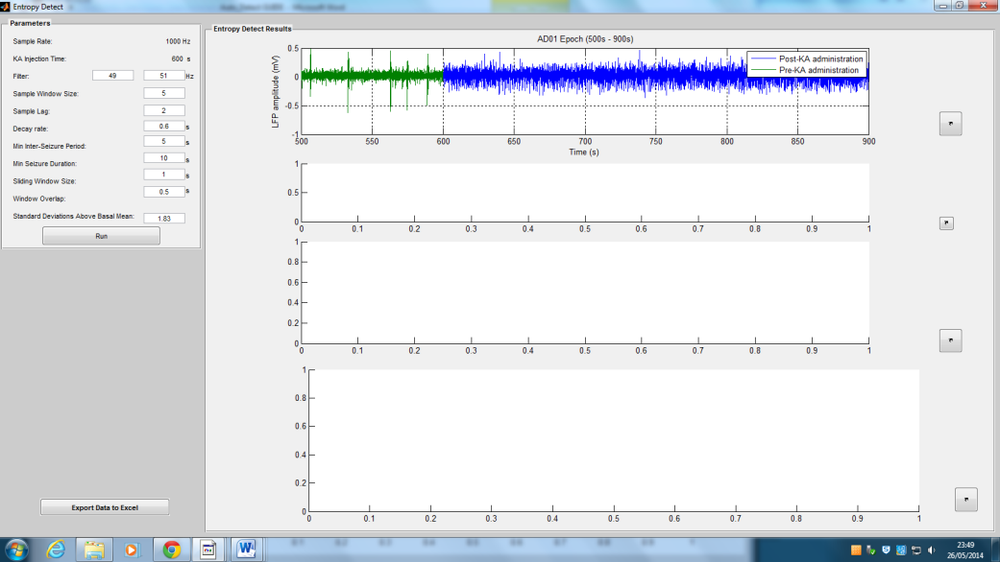 Entropy Detect
Parameters
Sample Rate: 1000 Hz
KA Injection Time: 600 s
Filter: 49 51 Hz
Sample Window Size: 5
Sample Lag: 2
Decay rate: 0.6 s
Min Inter-Seizure Period: 5 s
Min Seizure Duration: 10 s
Sliding Window Size: 1 s
Window Overlap: 0.5 s
Standard Deviations Above Basal Mean: 1.83
Run
Export Data to Excel
Entropy Detect Results
AD01 Epoch (500s - 900s)
LFP amplitude (mV)
0.5
0
-0.5
-1
Post-KA administration
Pre-KA administration
500 550 600 650 700 750 800 850 900
Time (s)
1
0.5
0
0 0.1 0.2 0.3 0.4 0.5 0.6 0.7 0.8 0.9 1
1
0.8
0.6
0.4
0.2
0
0 0.1 0.2 0.3 0.4 0.5 0.6 0.7 0.8 0.9 1
1
0.8
0.6
0.4
0.2
0
0 0.1 0.2 0.3 0.4 0.5 0.6 0.7 0.8 0.9 1
23:49
26/05/2014